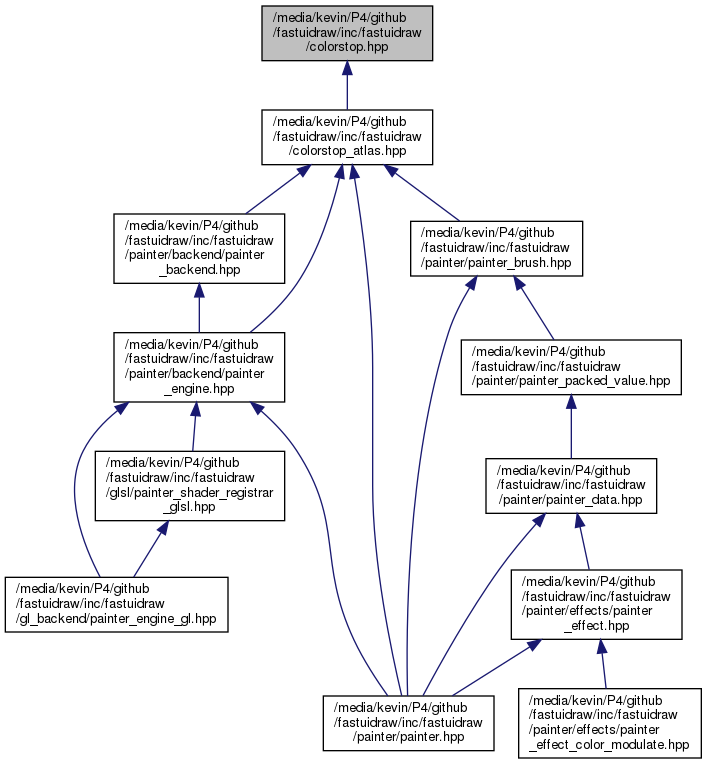 /media/kevin/P4/github
/fastuidraw/inc/fastuidraw
/colorstop.hpp
/media/kevin/P4/github
/fastuidraw/inc/fastuidraw
/colorstop_atlas.hpp
/media/kevin/P4/github
/fastuidraw/inc/fastuidraw
/painter/backend/painter
_backend.hpp
/media/kevin/P4/github
/fastuidraw/inc/fastuidraw
/painter/painter_brush.hpp
/media/kevin/P4/github
/fastuidraw/inc/fastuidraw
/painter/backend/painter
_engine.hpp
/media/kevin/P4/github
/fastuidraw/inc/fastuidraw
/painter/painter_packed_value.hpp
/media/kevin/P4/github
/fastuidraw/inc/fastuidraw
/glsl/painter_shader_registrar
_glsl.hpp
/media/kevin/P4/github
/fastuidraw/inc/fastuidraw
/painter/painter_data.hpp
/media/kevin/P4/github
/fastuidraw/inc/fastuidraw
/gl_backend/painter_engine_gl.hpp
/media/kevin/P4/github
/fastuidraw/inc/fastuidraw
/painter/effects/painter
_effect.hpp
/media/kevin/P4/github
/fastuidraw/inc/fastuidraw
/painter/painter.hpp
/media/kevin/P4/github
/fastuidraw/inc/fastuidraw
/painter/effects/painter
_effect_color_modulate.hpp